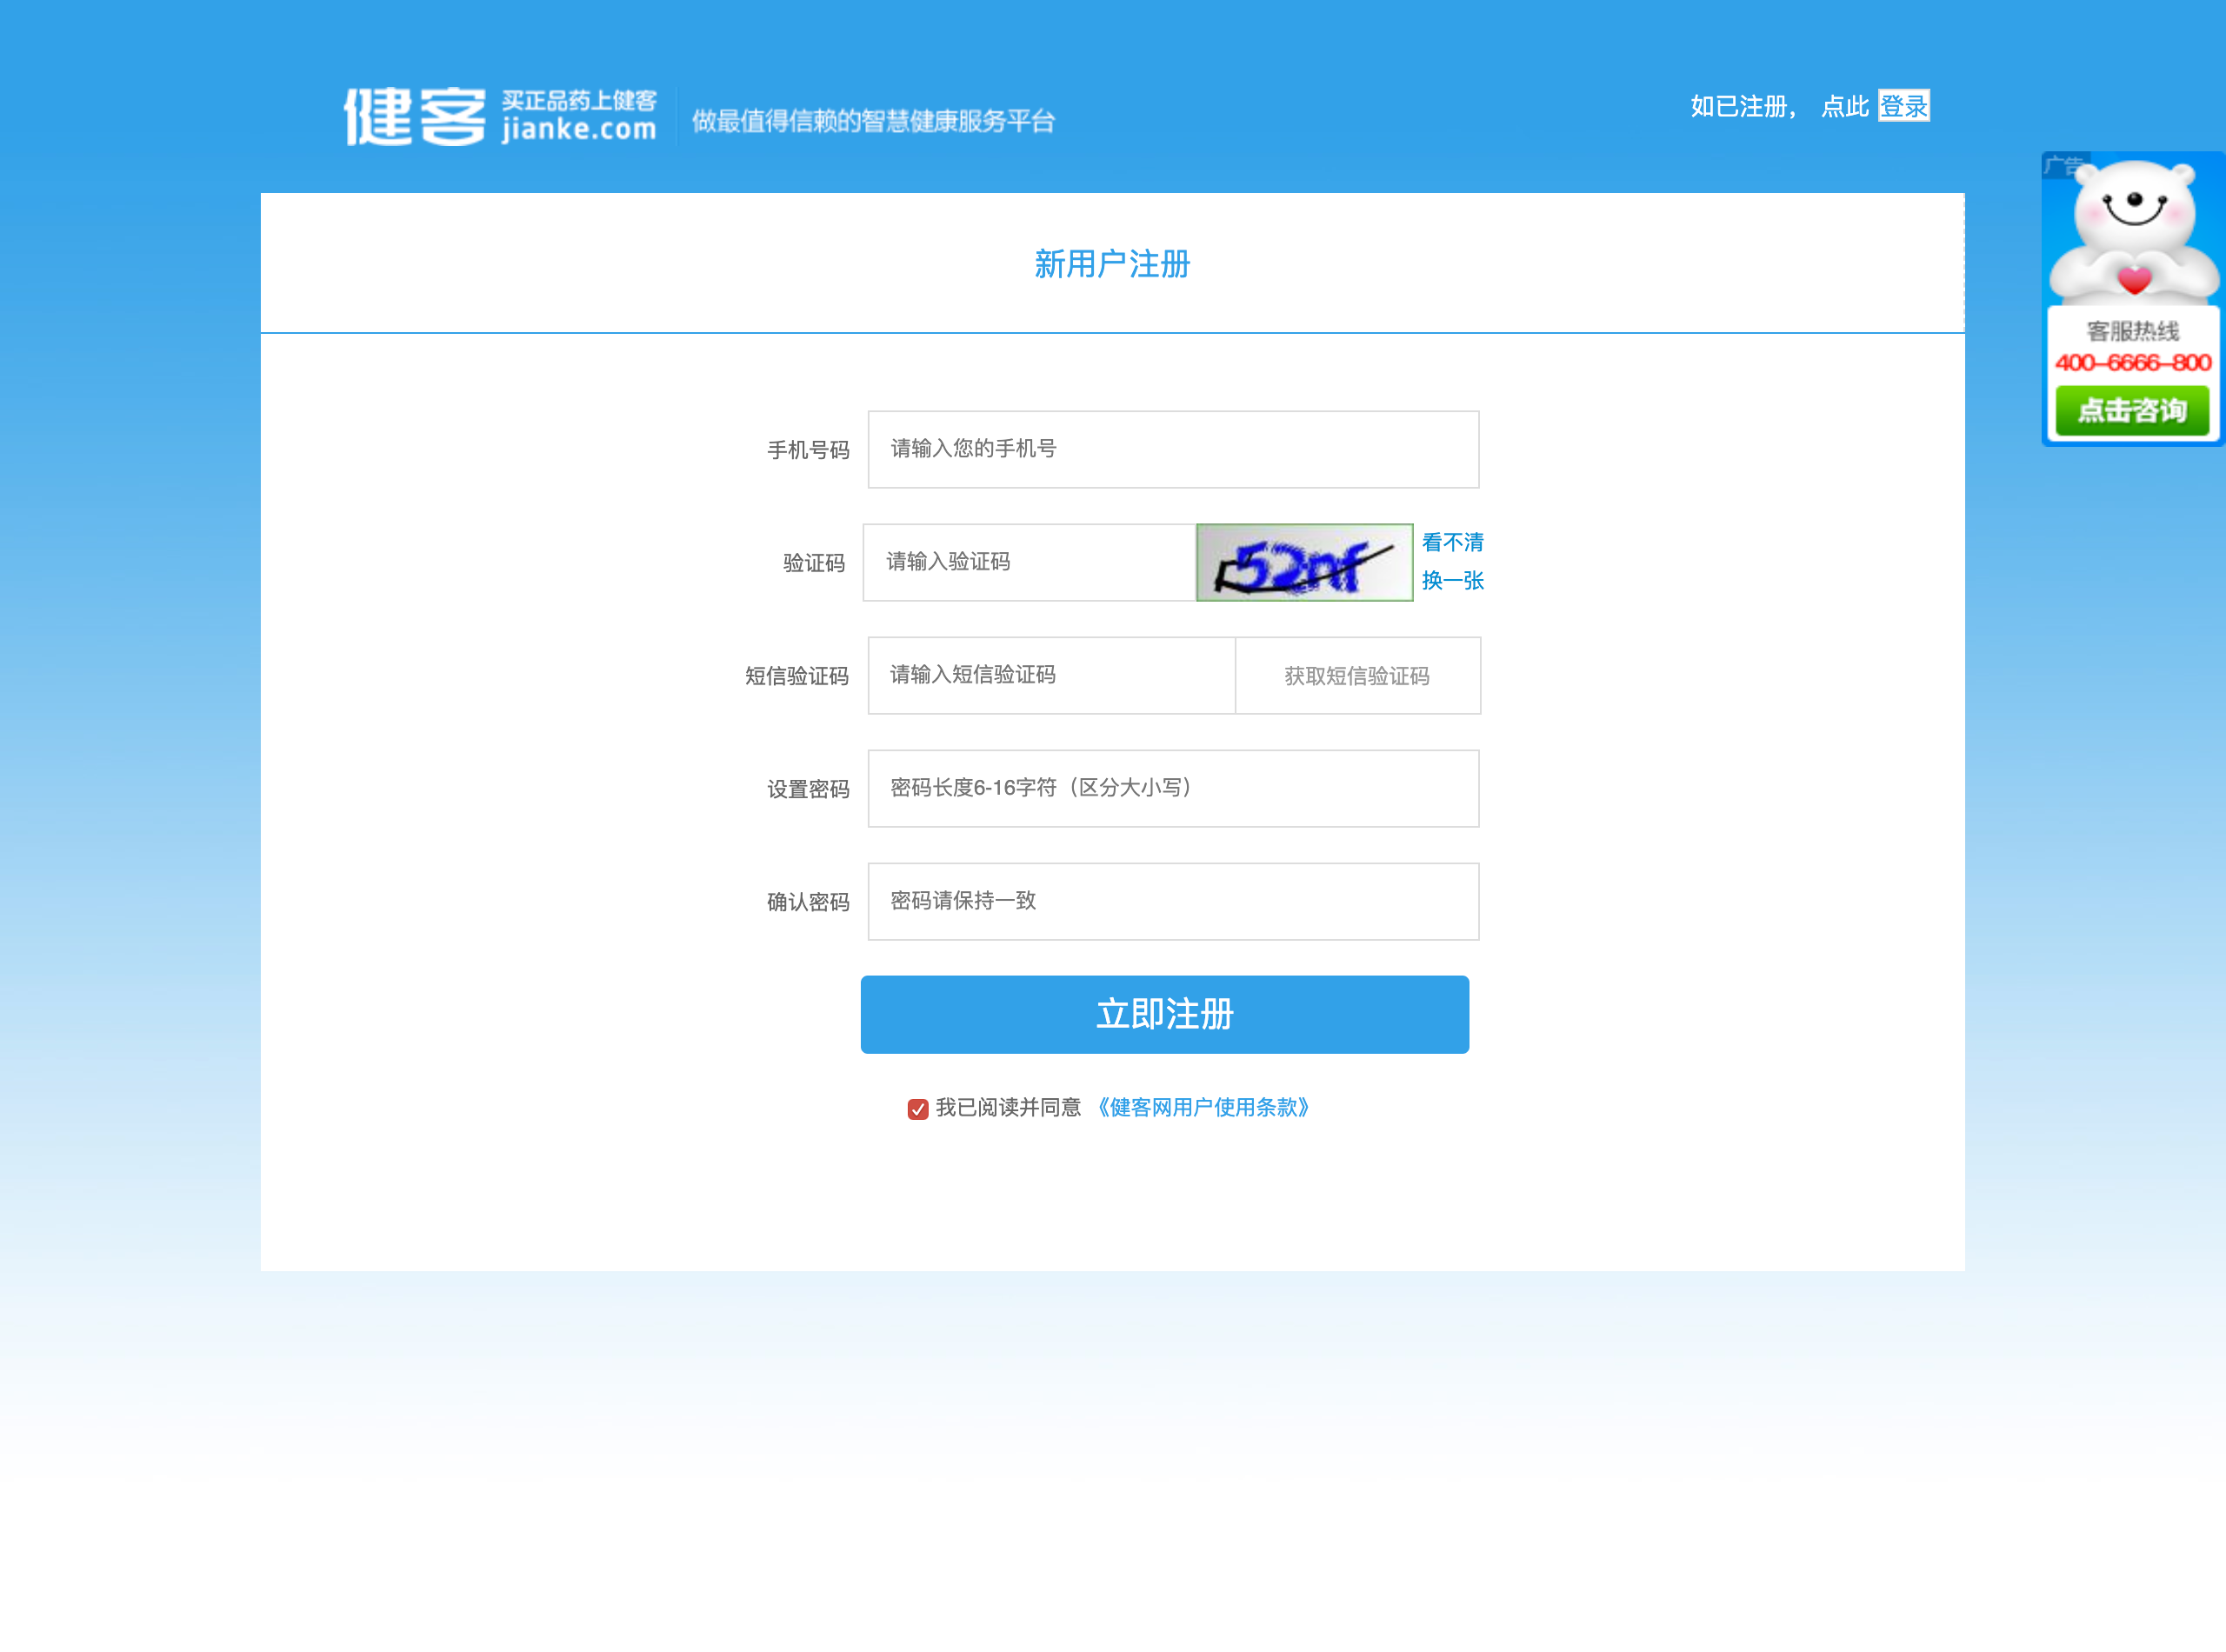 健客 买正品药上健客
jianke.com
做最值得信赖的智慧健康服务平台
如已注册， 点此 登录
广告
客服热线
400-6666-800
点击咨询
新用户注册
手机号码 请输入您的手机号
验证码 请输入验证码 52nf 看不清
换一张
短信验证码 请输入短信验证码 获取短信验证码
设置密码 密码长度6-16字符（区分大小写）
确认密码 密码请保持一致
立即注册
我已阅读并同意 《健客网用户使用条款》